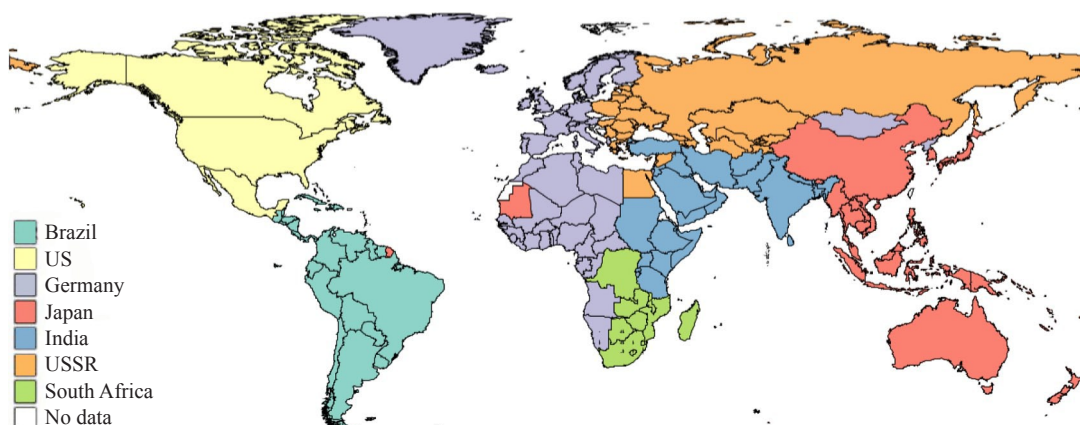 Brazil
US
Germany
Japan
India
USSR
South Africa
No data